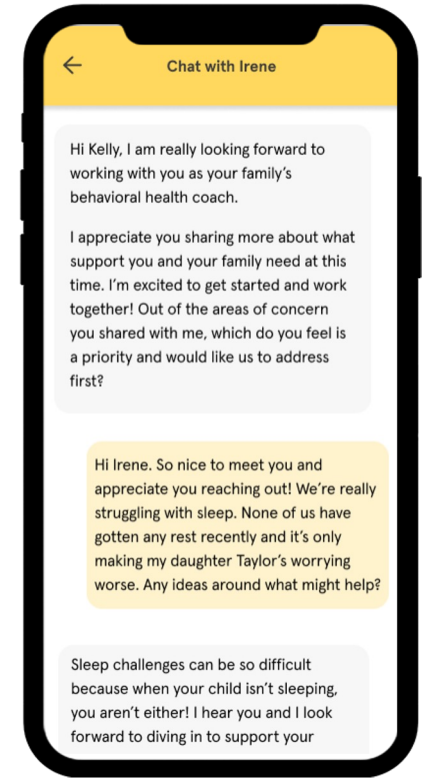 Chat with Irene
Hi Kelly, I am really looking forward to
working with you as your family's
behavioral health coach.
I appreciate you sharing more about what
support you and your family need at this
time. I'm excited to get started and work
together! Out of the areas of concern
you shared with me, which do you feel is
a priority and would like us to address
first?
Hi Irene. So nice to meet you and
appreciate you reaching out! We're really
struggling with sleep. None of us have
gotten any rest recently and it's only
making my daughter Taylor's worrying
worse. Any ideas around what might help?
Sleep challenges can be so difficult
because when your child isn't sleeping,
you aren't either! I hear you and I look
forward to diving in to support your